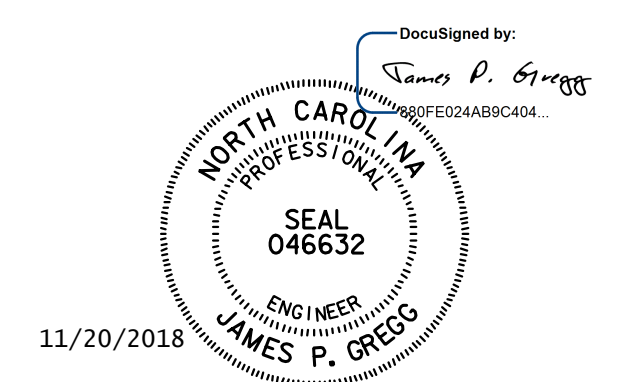 DocuSigned by:
James P. Gregg
880FE024AB9C404...
NORTH CAROLINA
PROFESSIONAL
SEAL
046632
ENGINEER
JAMES P. GREGG
11/20/2018